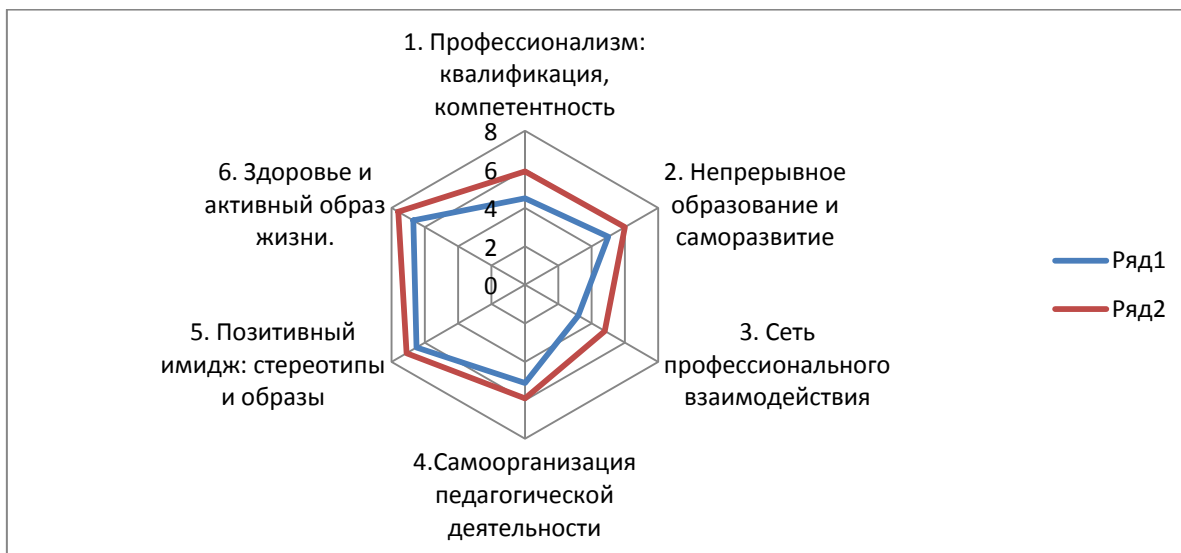 1. Профессионализм:
квалификация,
компетентность
8
6
4
2
0
2. Непрерывное
образование и
саморазвитие
3. Сеть
профессионального
взаимодействия
4.Самоорганизация
педагогической
деятельности
5. Позитивный
имидж: стереотипы
и образы
6. Здоровье и
активный образ
жизни.
Ряд1
Ряд2